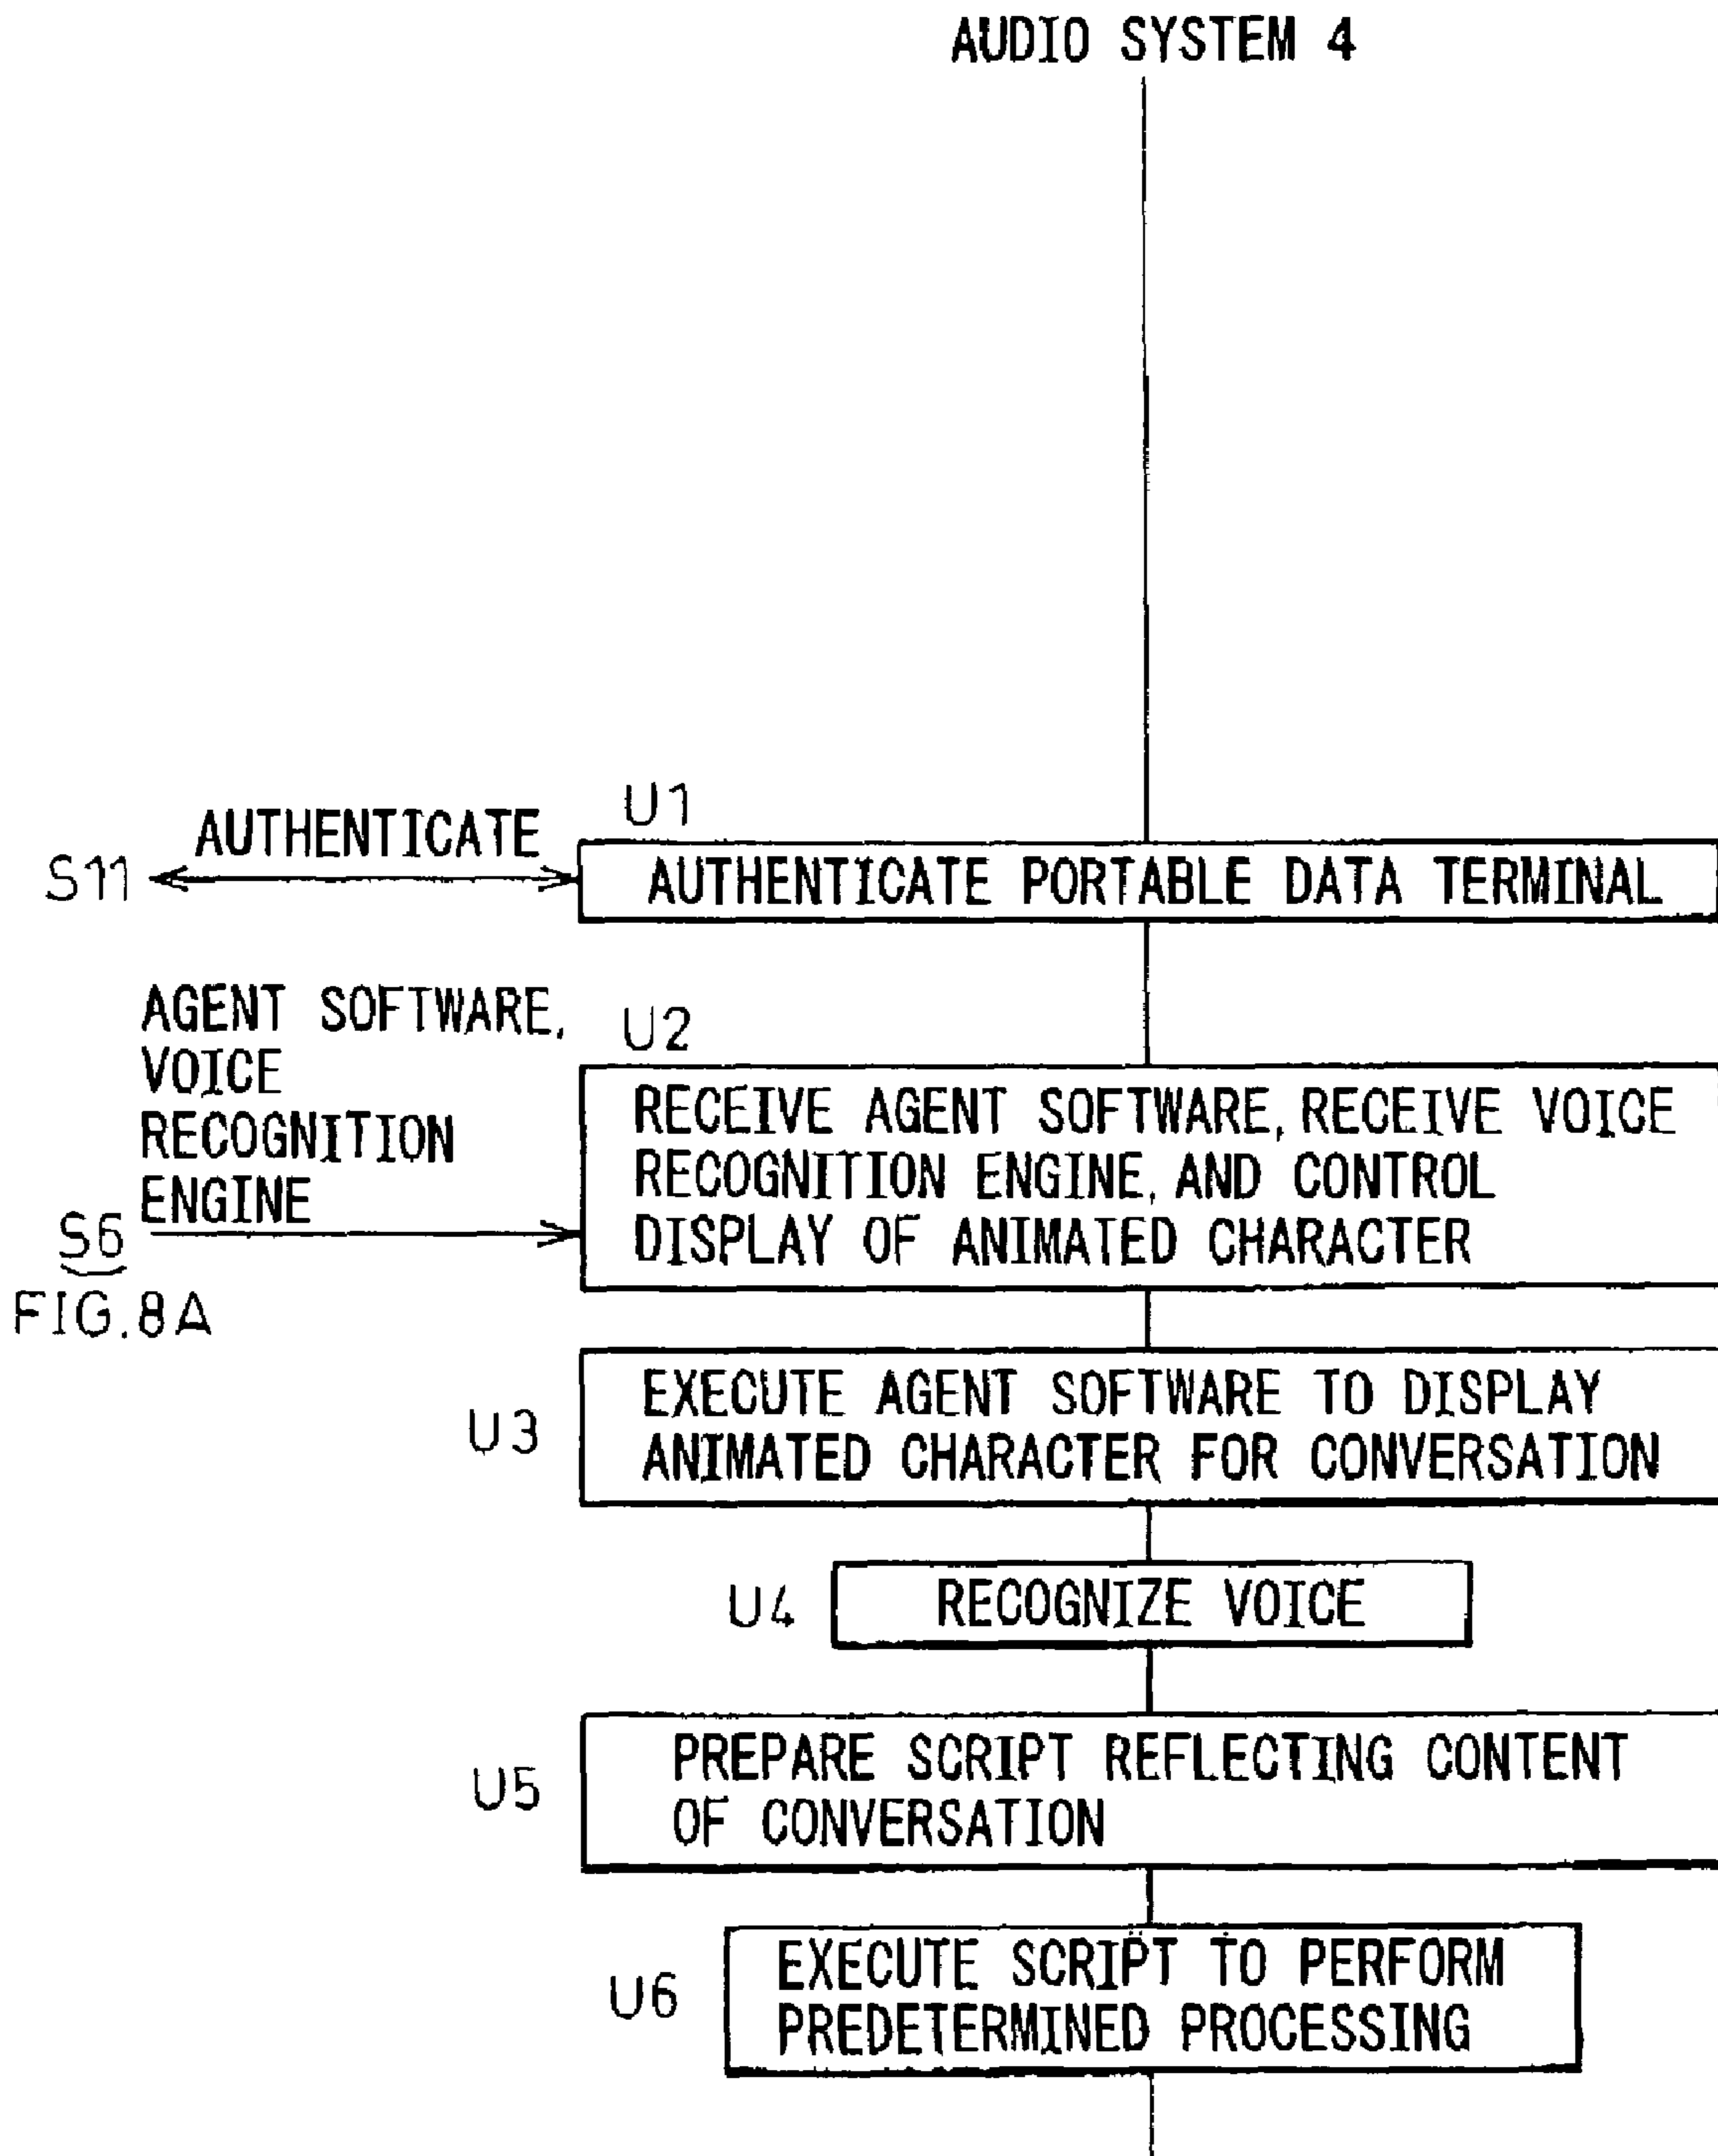 AUDIO SYSTEM 4
U1
AUTHENTICATE
S11
AUTHENTICATE PORTABLE DATA TERMINAL
AGENT SOFTWARE,
VOICE
RECOGNITION
ENGINE
S6
FIG.8A
U2
RECEIVE AGENT SOFTWARE, RECEIVE VOICE
RECOGNITION ENGINE, AND CONTROL
DISPLAY OF ANIMATED CHARACTER
U3
EXECUTE AGENT SOFTWARE TO DISPLAY
ANIMATED CHARACTER FOR CONVERSATION
U4
RECOGNIZE VOICE
U5
PREPARE SCRIPT REFLECTING CONTENT
OF CONVERSATION
U6
EXECUTE SCRIPT TO PERFORM
PREDETERMINED PROCESSING